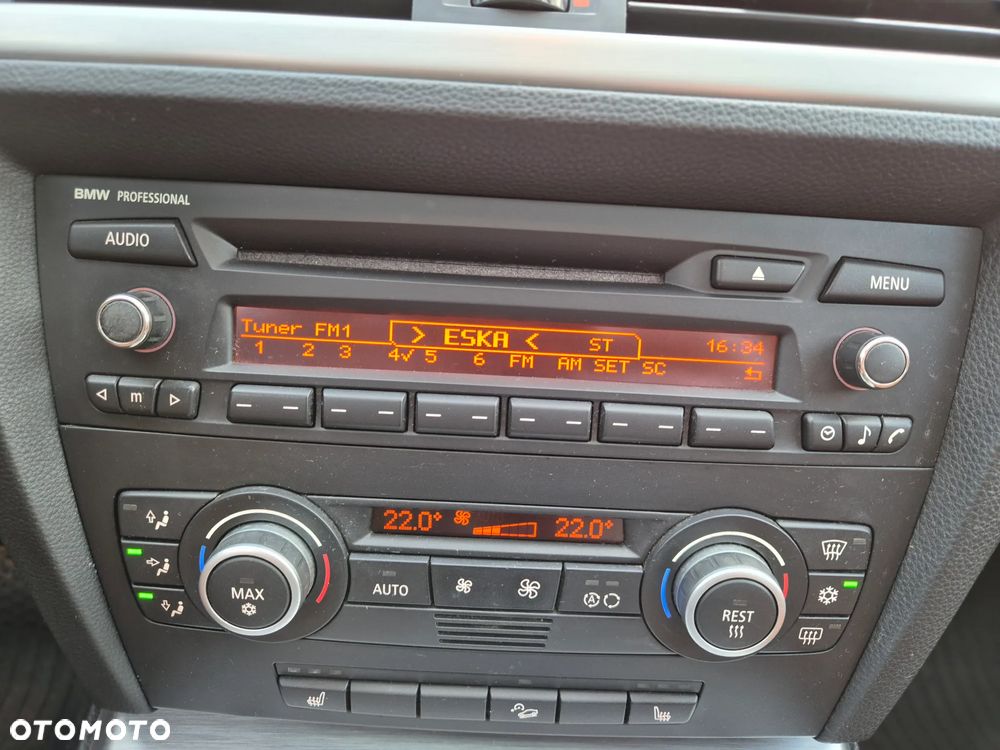 BMW PROFESSIONAL
AUDIO
MENU
Tuner FM1 > ESKA < ST 16:34
1 2 3 4✓ 5 6 FM AM SET SC
m
22.0° 22.0°
MAX
AUTO
A
REST
OTOMOTO